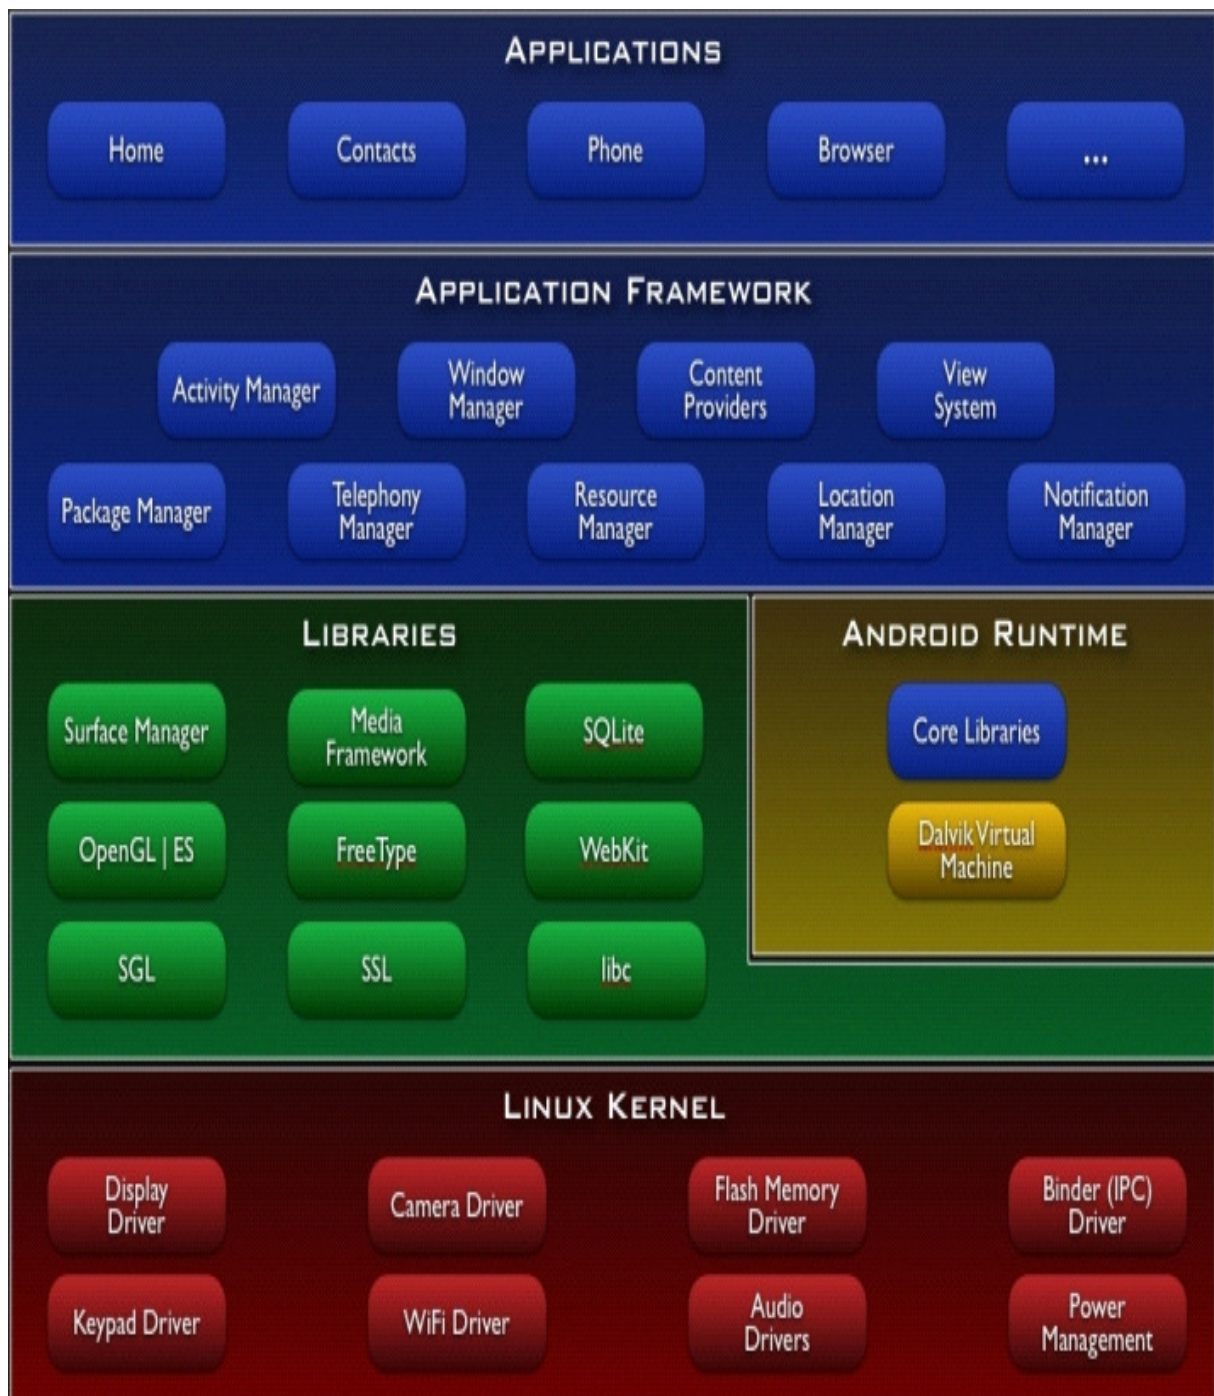 APPLICATIONS
Home
Contacts
Phone
Browser
...
APPLICATION FRAMEWORK
Activity Manager
Window
Manager
Content
Providers
View
System
Package Manager
Telephony
Manager
Resource
Manager
Location
Manager
Notification
Manager
LIBRARIES
Surface Manager
Media
Framework
SQLite
OpenGL | ES
FreeType
WebKit
SGL
SSL
libc
ANDROID RUNTIME
Core Libraries
Dalvik Virtual
Machine
LINUX KERNEL
Display
Driver
Camera Driver
Flash Memory
Driver
Binder (IPC)
Driver
Keypad Driver
WiFi Driver
Audio
Drivers
Power
Management